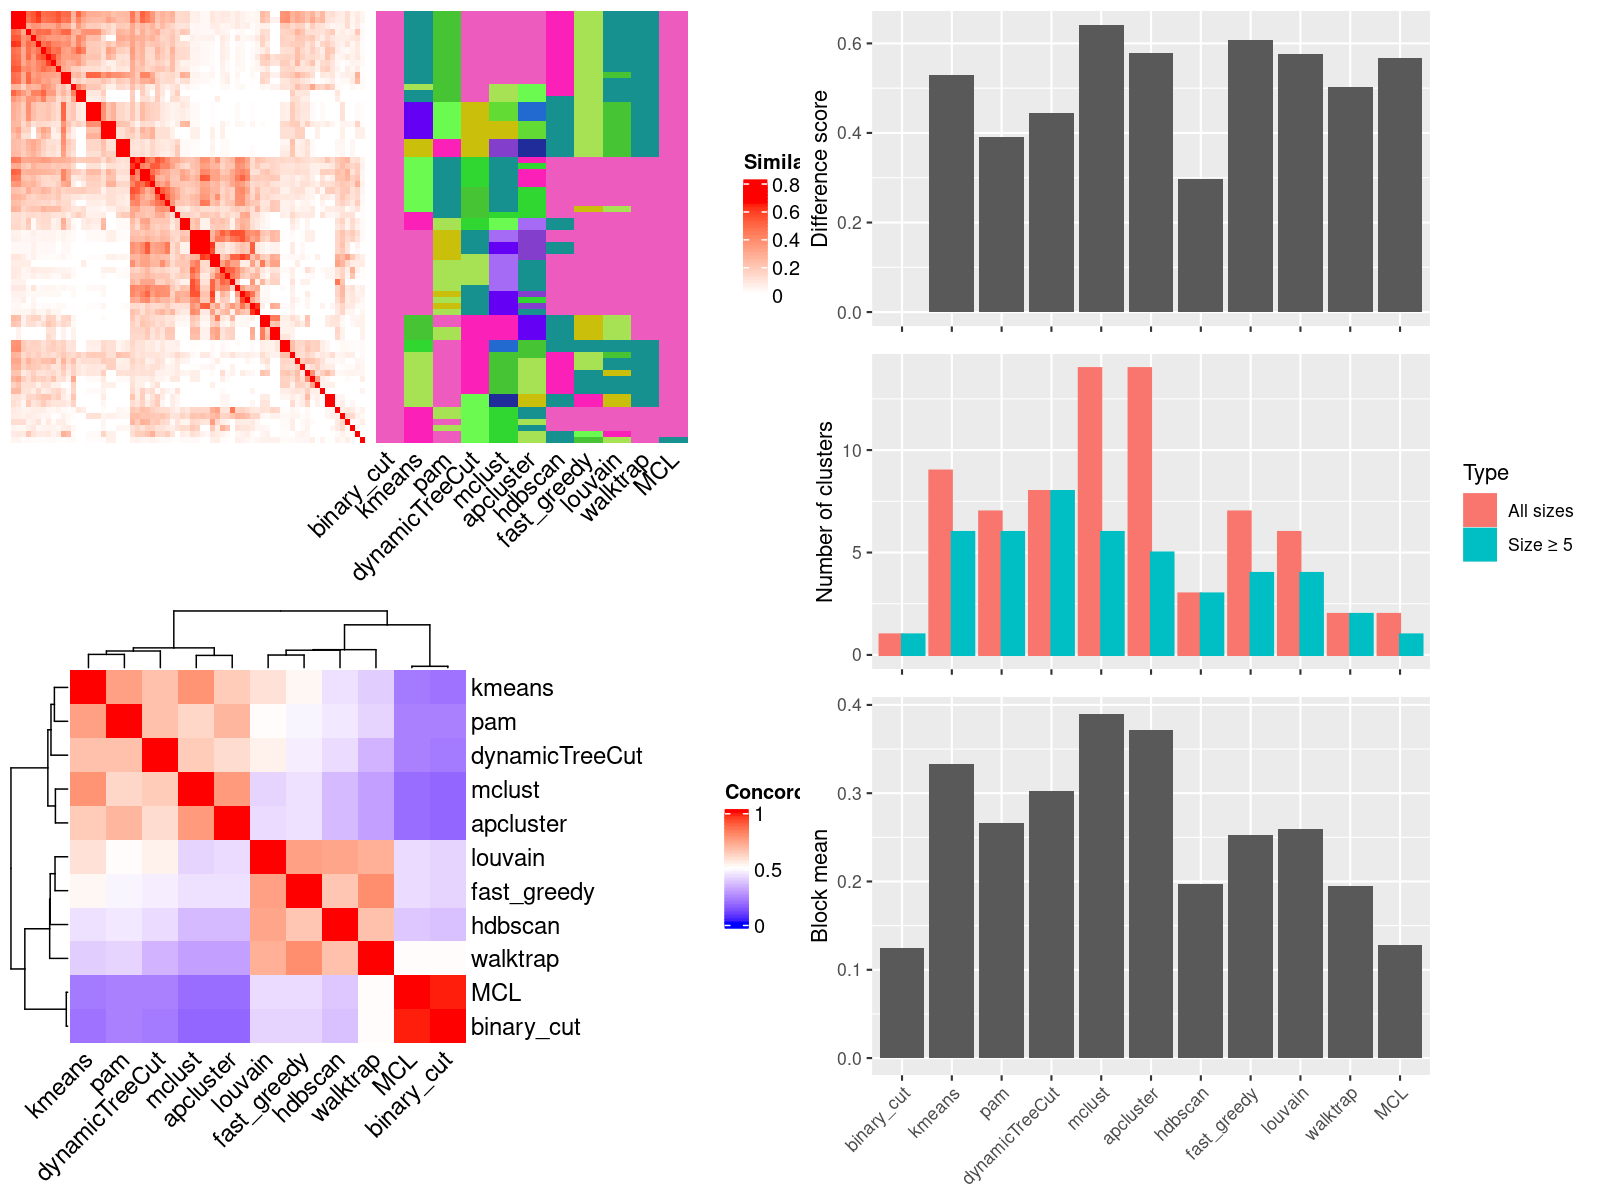 Simila
0.8
0.6
0.4
0.2
0
binary_cut
kmeans
pam
dynamicTreeCut
mclust
apcluster
hdbscan
fast_greedy
louvain
walktrap
MCL
kmeans
pam
dynamicTreeCut
mclust
apcluster
louvain
fast_greedy
hdbscan
walktrap
MCL
binary_cut
Concord
1
0.5
0
kmeans
pam
dynamicTreeCut
mclust
apcluster
louvain
fast_greedy
hdbscan
walktrap
MCL
binary_cut
Difference score
0.6
0.4
0.2
0.0
Number of clusters
10
5
0
Type
All sizes
Size ≥ 5
Block mean
0.4
0.3
0.2
0.1
0.0
binary_cut
kmeans
pam
dynamicTreeCut
mclust
apcluster
hdbscan
fast_greedy
louvain
walktrap
MCL